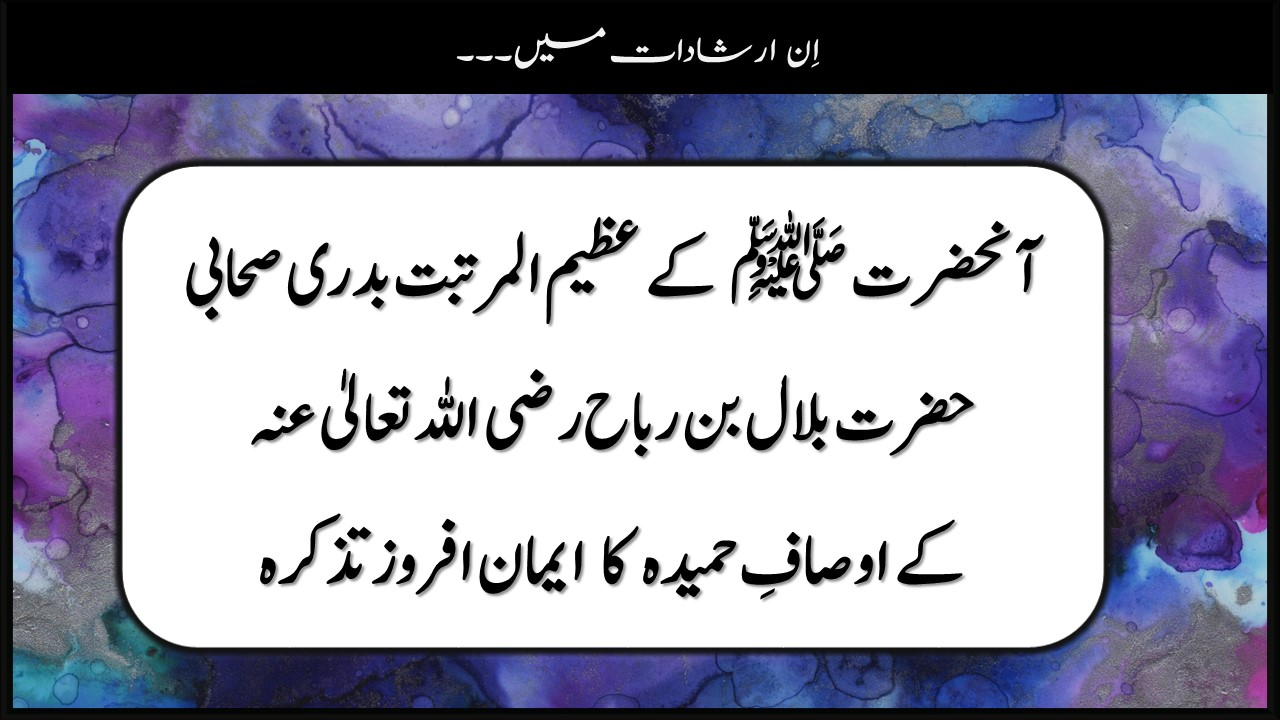 اِن ارشادات میں۔۔۔
آنحضرت ﷺ کے عظیم المرتبت بدری صحابی
حضرت بلال بن رباح رضی اللہ تعالیٰ عنہ
کے اوصافِ حمیدہ کا ایمان افروز تذکرہ